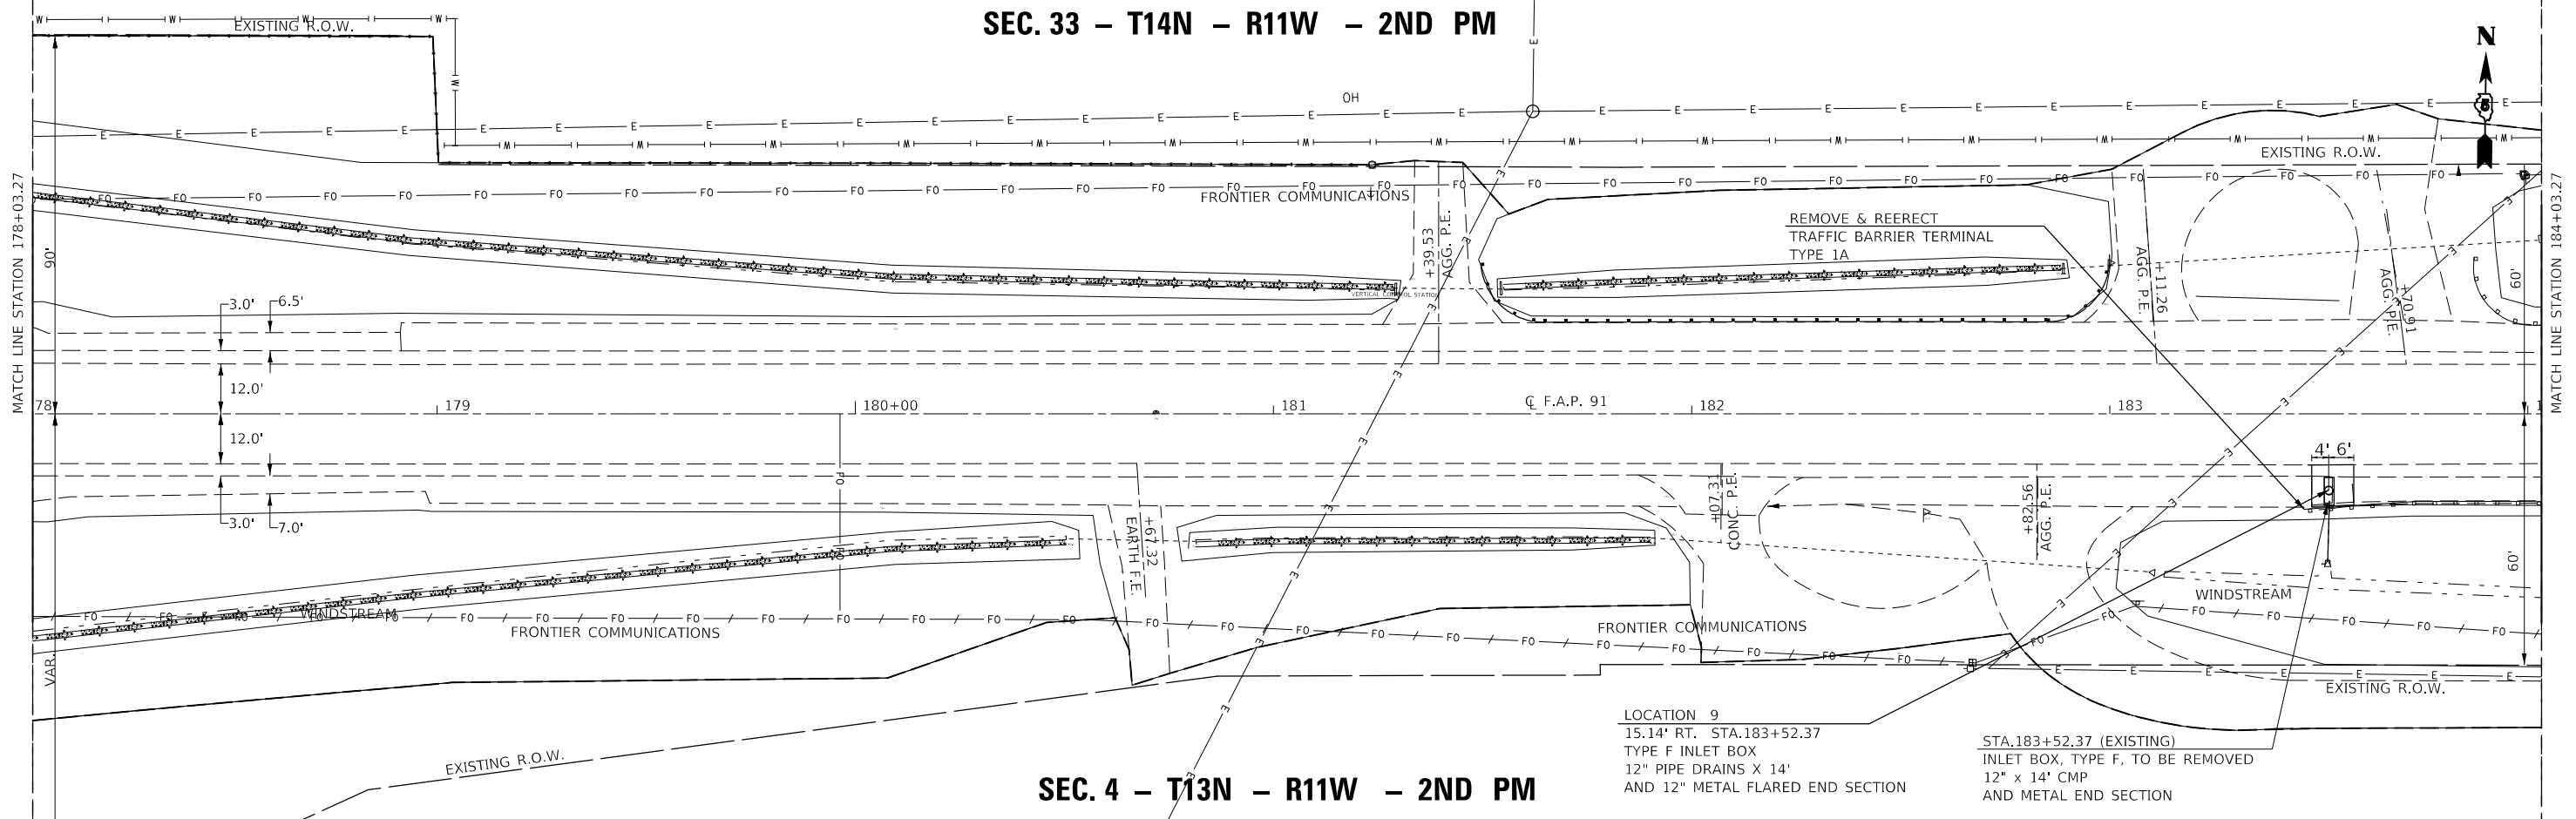 SEC. 33 – T14N – R11W – 2ND PM
EXISTING R.O.W.
OH
N
EXISTING R.O.W.
MATCH LINE STATION 178+03.27
MATCH LINE STATION 184+03.27
FRONTIER COMMUNICATIONS
REMOVE & REERECT
TRAFFIC BARRIER TERMINAL
TYPE 1A
90'
+39.53
AGG. P.E.
AGG. P.E.
+11.26
AGG. P.E.
+70.91
60'
VERTICAL CONTROL STATION
3.0'
6.5'
12.0'
78
179
180+00
181
℄ F.A.P. 91
182
183
1
12.0'
4' 6'
3.0'
7.0'
EARTH F.E.
+67.32
+07.31
CONC. P.E.
+82.56
AGG. P.E.
60'
WINDSTREAM
FRONTIER COMMUNICATIONS
FRONTIER COMMUNICATIONS
WINDSTREAM
VAR.
EXISTING R.O.W.
EXISTING R.O.W.
LOCATION 9
15.14' RT. STA.183+52.37
TYPE F INLET BOX
12" PIPE DRAINS X 14'
AND 12" METAL FLARED END SECTION
STA.183+52.37 (EXISTING)
INLET BOX, TYPE F, TO BE REMOVED
12" x 14' CMP
AND METAL END SECTION
SEC. 4 – T13N – R11W – 2ND PM